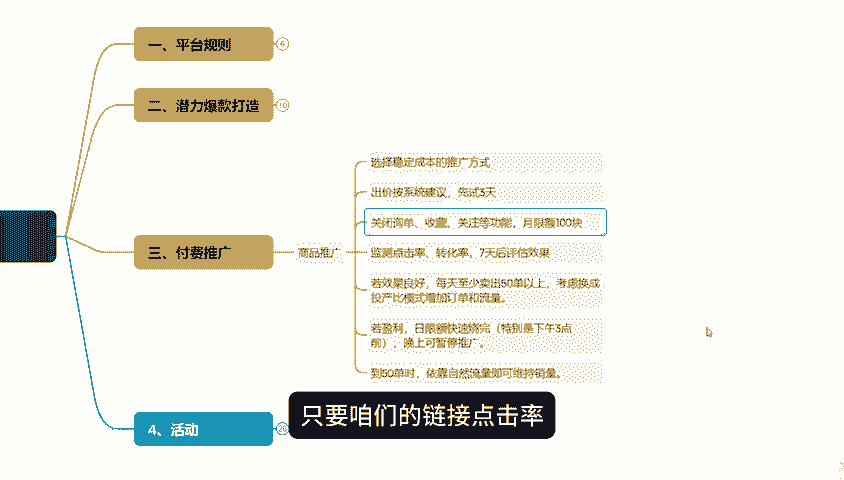 一、平台规则
6
二、潜力爆款打造
10
选择稳定成本的推广方式
出价按系统建议，先试3天
关闭询单、收藏、关注等功能，月限额100块
三、付费推广
商品推广
监测点击率、转化率，7天后评估效果
若效果良好，每天至少卖出50单以上，考虑换成
投产比模式增加订单和流量。
若盈利，日限额快速烧完（特别是下午3点
前），晚上可暂停推广。
到50单时，依靠自然流量即可维持销量。
4、活动
只要咱们的链接点击率